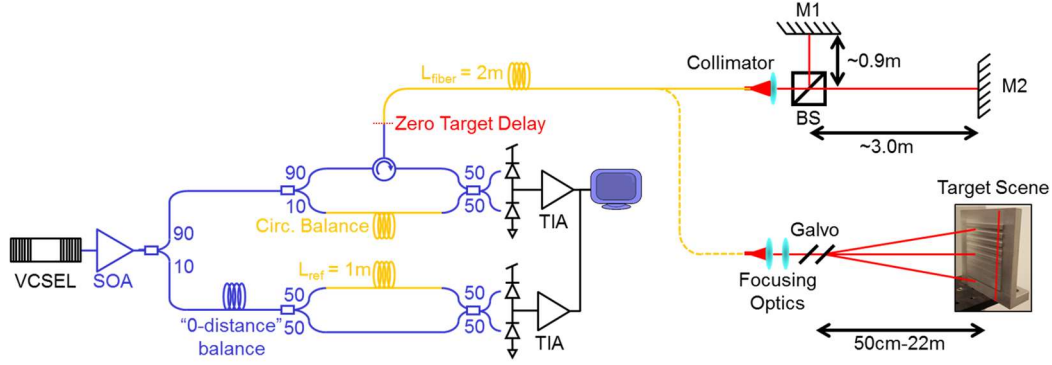 M1
~0.9m
Collimator
M2
BS
~3.0m
L_fiber = 2m
Zero Target Delay
90
10
50
50
Circ. Balance
TIA
VCSEL
SOA
90
10
L_ref = 1m
50
50
50
50
TIA
"0-distance"
balance
Target Scene
Galvo
Focusing
Optics
50cm-22m